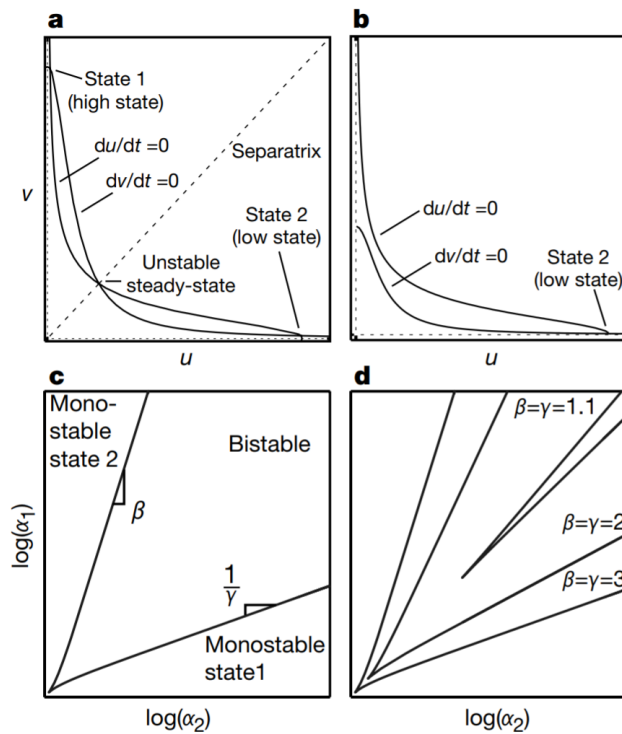 a
State 1
(high state)
du/dt =0
dv/dt =0
Separatrix
State 2
(low state)
Unstable
steady-state
v
u
b
du/dt =0
dv/dt =0
State 2
(low state)
u
c
Mono-
stable
state 2
Bistable
β
1
γ
Monostable
state1
log(α₁)
log(α₂)
d
β=γ=1.1
β=γ=2
β=γ=3
log(α₂)